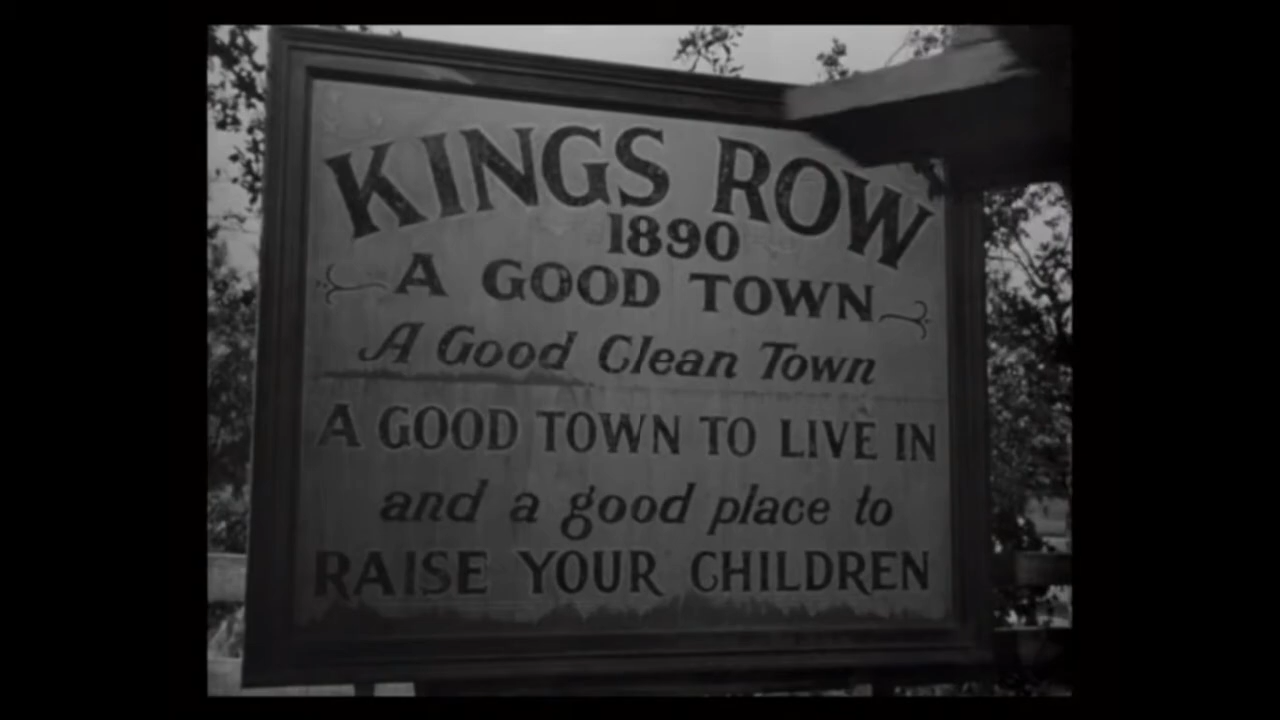 KINGS ROW
1890
A GOOD TOWN
A Good Clean Town
A GOOD TOWN TO LIVE IN
and a good place to
RAISE YOUR CHILDREN